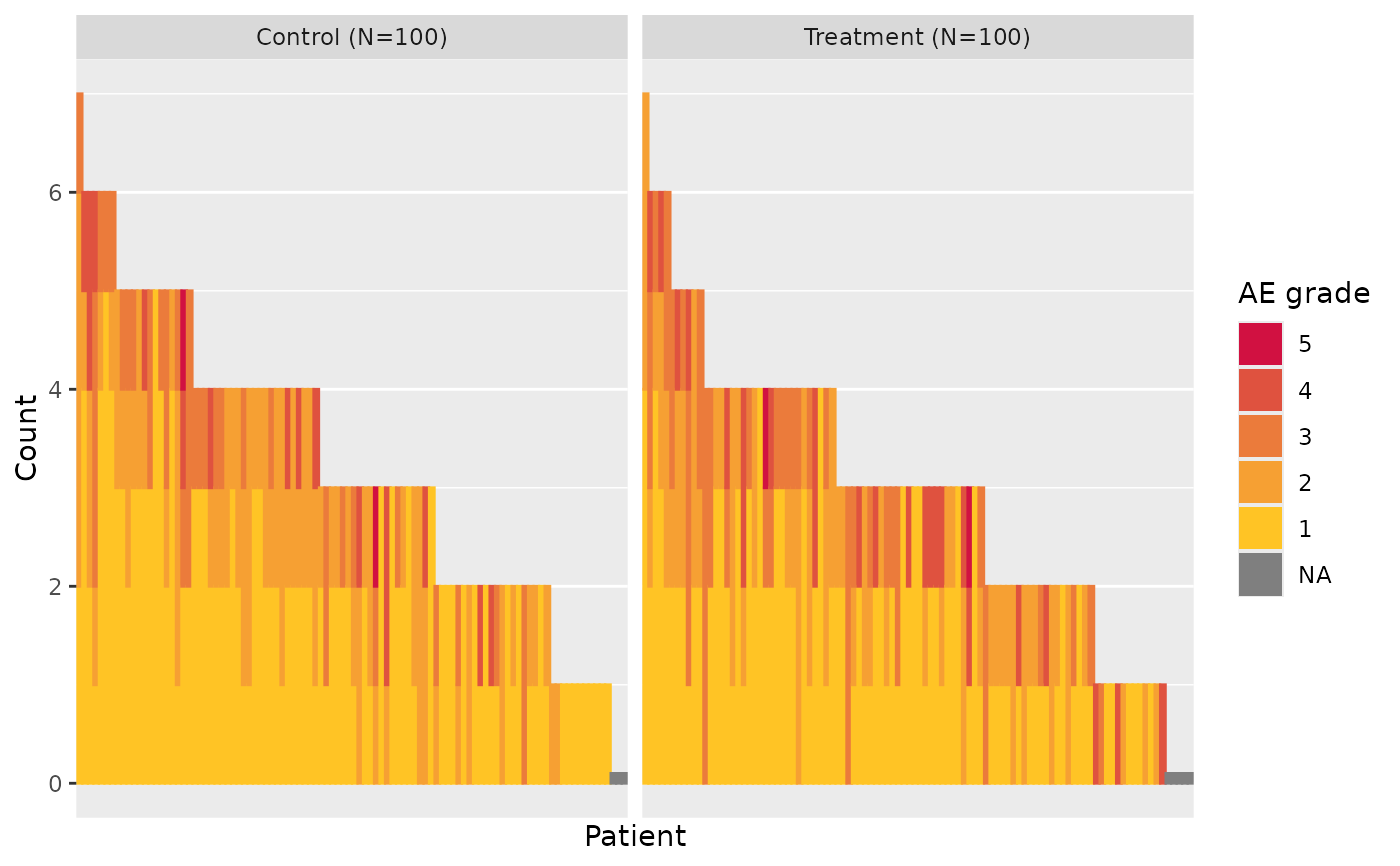 Control (N=100)
Treatment (N=100)
Count
6
4
2
0
Patient
AE grade
5
4
3
2
1
NA